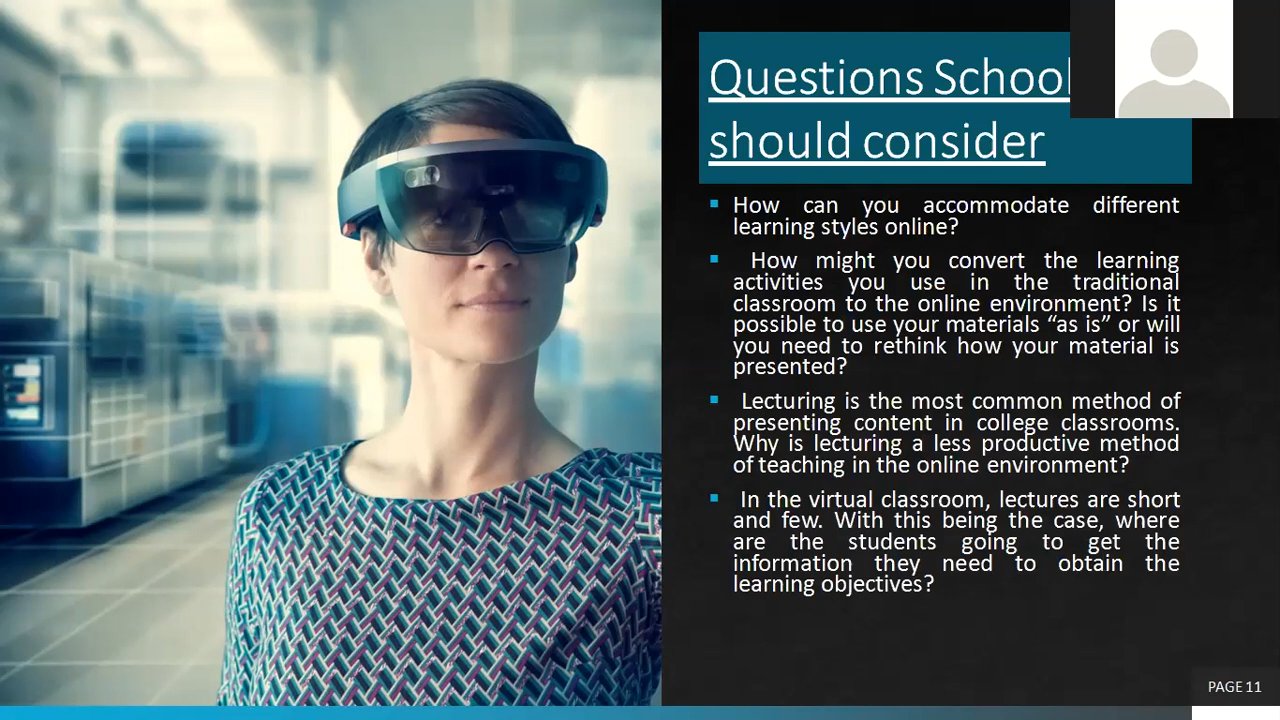 Questions School
should consider
▪ How can you accommodate different
learning styles online?
▪ How might you convert the learning
activities you use in the traditional
classroom to the online environment? Is it
possible to use your materials “as is” or will
you need to rethink how your material is
presented?
▪ Lecturing is the most common method of
presenting content in college classrooms.
Why is lecturing a less productive method
of teaching in the online environment?
▪ In the virtual classroom, lectures are short
and few. With this being the case, where
are the students going to get the
information they need to obtain the
learning objectives?
PAGE 11